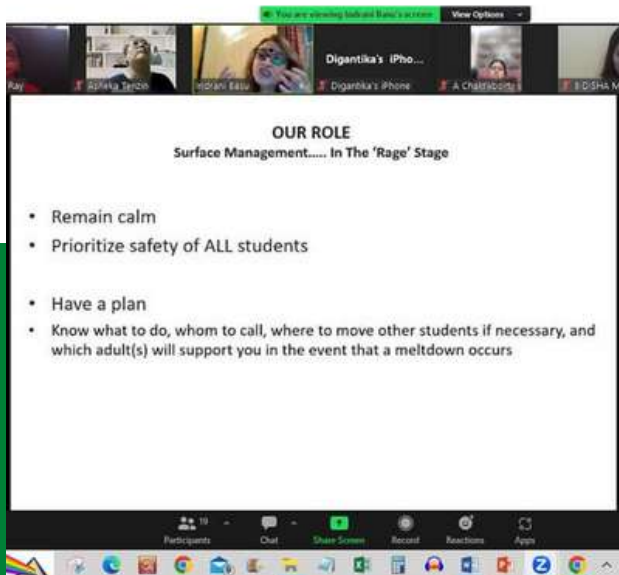 You are viewing Indrani Basu's screen
View Options
Ray
Asheka Tenzin
Indrani Basu
Digantika's iPho...
Digantika's iPhone
A Chakraborty
BIDISHA M
OUR ROLE
Surface Management..... In The ‘Rage’ Stage
• Remain calm
• Prioritize safety of ALL students
• Have a plan
• Know what to do, whom to call, where to move other students if necessary, and
which adult(s) will support you in the event that a meltdown occurs
19
Participants
Chat
Share Screen
Record
Reactions
Apps